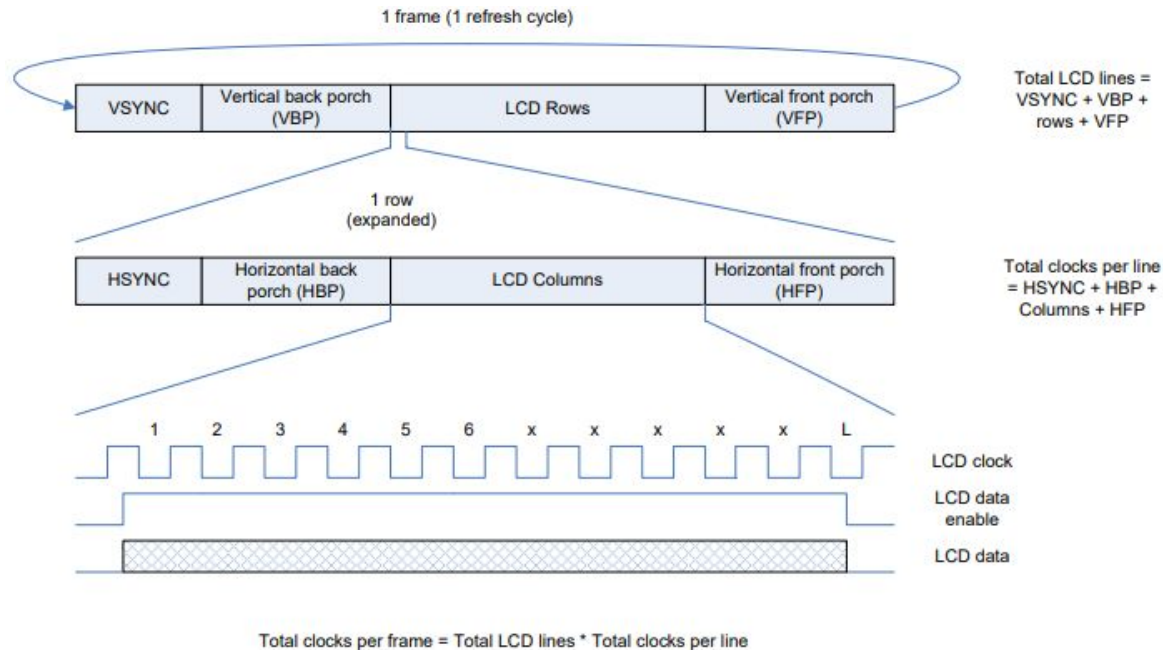 1 frame (1 refresh cycle)
VSYNC
Vertical back porch
(VBP)
LCD Rows
Vertical front porch
(VFP)
Total LCD lines =
VSYNC + VBP +
rows + VFP
1 row
(expanded)
HSYNC
Horizontal back
porch (HBP)
LCD Columns
Horizontal front porch
(HFP)
Total clocks per line
= HSYNC + HBP +
Columns + HFP
1 2 3 4 5 6 x x x x x L
LCD clock
LCD data
enable
LCD data
Total clocks per frame = Total LCD lines * Total clocks per line